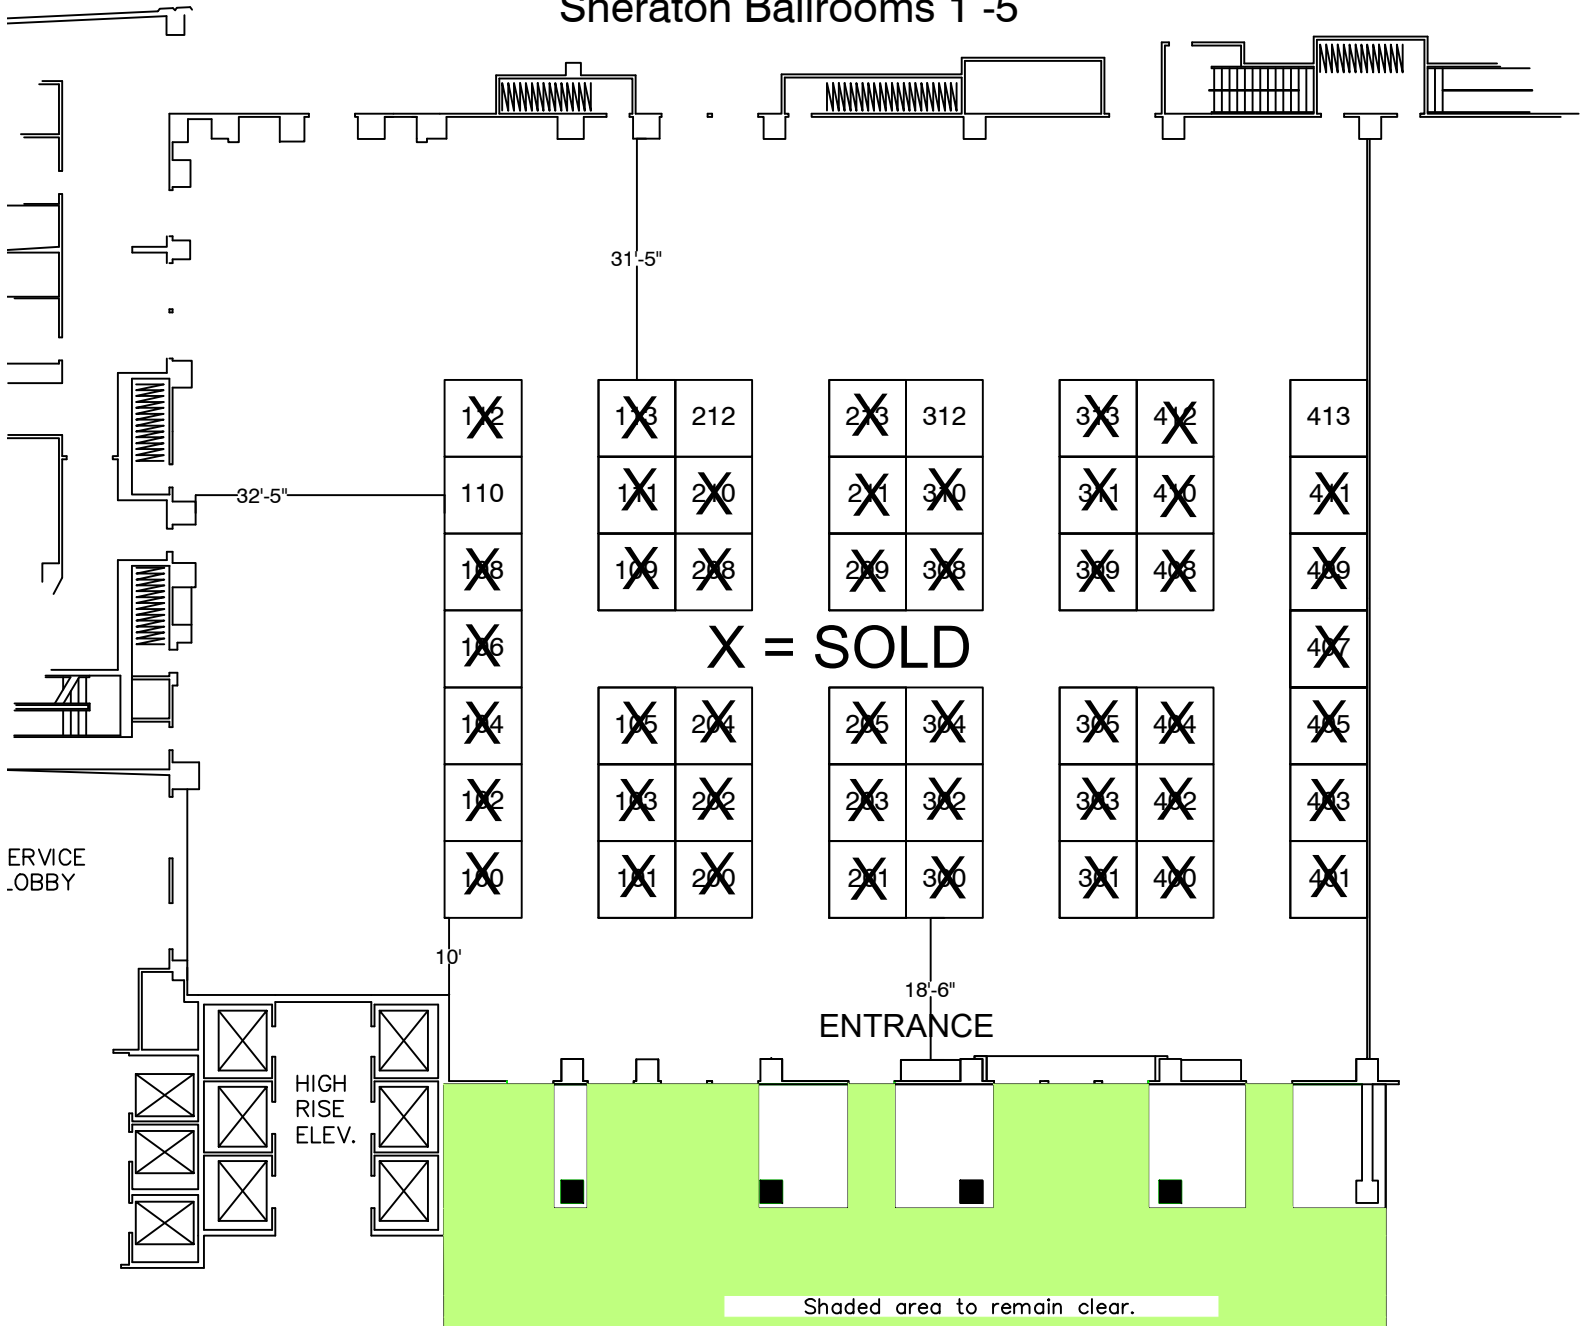 Sheraton Ballrooms 1 -5
31'-5"
112 113 212 213 312 313 412 413
32'-5"
110 111 210 211 310 311 410 411
108 109 208 209 308 309 408 409
106 X = SOLD 407
104 105 204 205 304 305 404 405
102 103 202 203 302 303 402 403
ERVICE
LOBBY
100 101 200 201 300 301 400 401
10'
18'-6"
ENTRANCE
HIGH
RISE
ELEV.
Shaded area to remain clear.